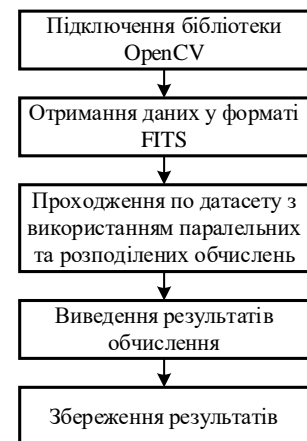 Підключення бібліотеки
OpenCV
Отримання даних у форматі
FITS
Проходження по датасету з
використанням паралельних
та розподілених обчислень
Виведення результатів
обчислення
Збереження результатів